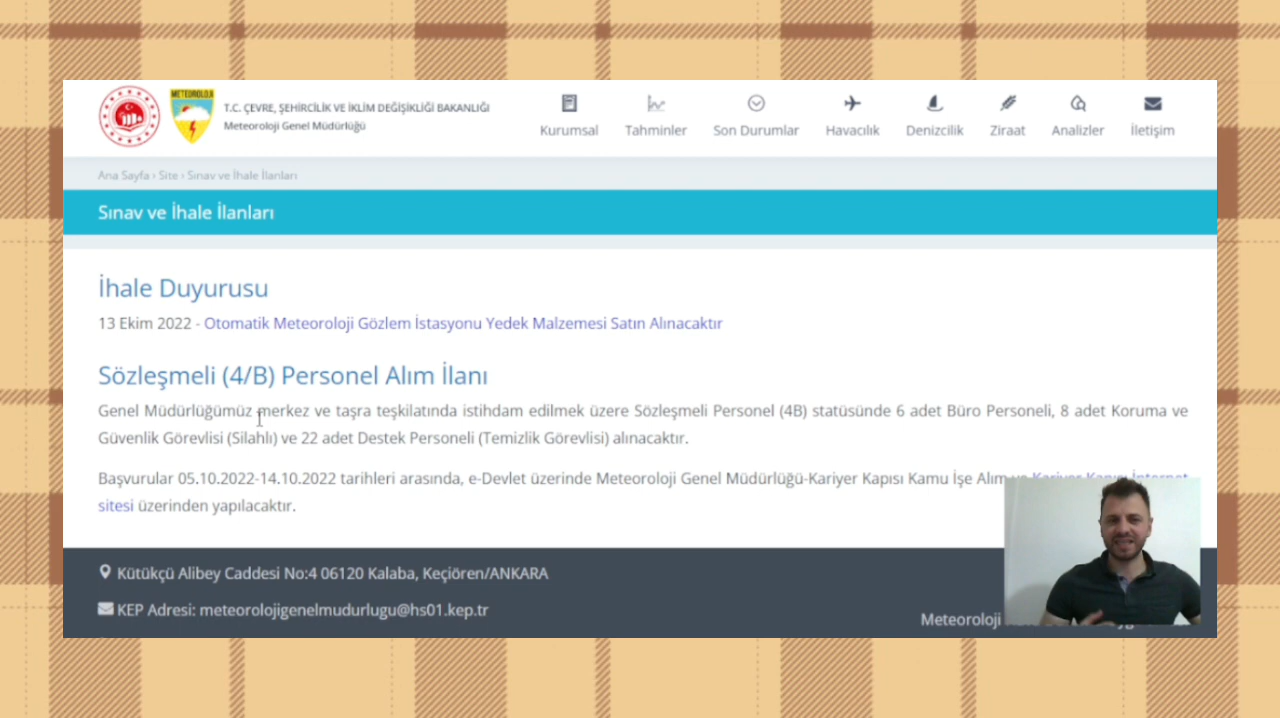 METEOROLOJİ
T.C. ÇEVRE, ŞEHİRCİLİK VE İKLİM DEĞİŞİKLİĞİ BAKANLIĞI
Meteoroloji Genel Müdürlüğü
Kurumsal Tahminler Son Durumlar Havacılık Denizcilik Ziraat Analizler İletişim
Ana Sayfa › Site › Sınav ve İhale İlanları
Sınav ve İhale İlanları
İhale Duyurusu
13 Ekim 2022 - Otomatik Meteoroloji Gözlem İstasyonu Yedek Malzemesi Satın Alınacaktır
Sözleşmeli (4/B) Personel Alım İlanı
Genel Müdürlüğümüz merkez ve taşra teşkilatında istihdam edilmek üzere Sözleşmeli Personel (4B) statüsünde 6 adet Büro Personeli, 8 adet Koruma ve
Güvenlik Görevlisi (Silahlı) ve 22 adet Destek Personeli (Temizlik Görevlisi) alınacaktır.
Başvurular 05.10.2022-14.10.2022 tarihleri arasında, e-Devlet üzerinde Meteoroloji Genel Müdürlüğü-Kariyer Kapısı Kamu İşe Alım ve Kariyer Kapısı İnternet
sitesi üzerinden yapılacaktır.
Kütükçü Alibey Caddesi No:4 06120 Kalaba, Keçiören/ANKARA
KEP Adresi: meteorolojigenelmudurlugu@hs01.kep.tr
Meteoroloji